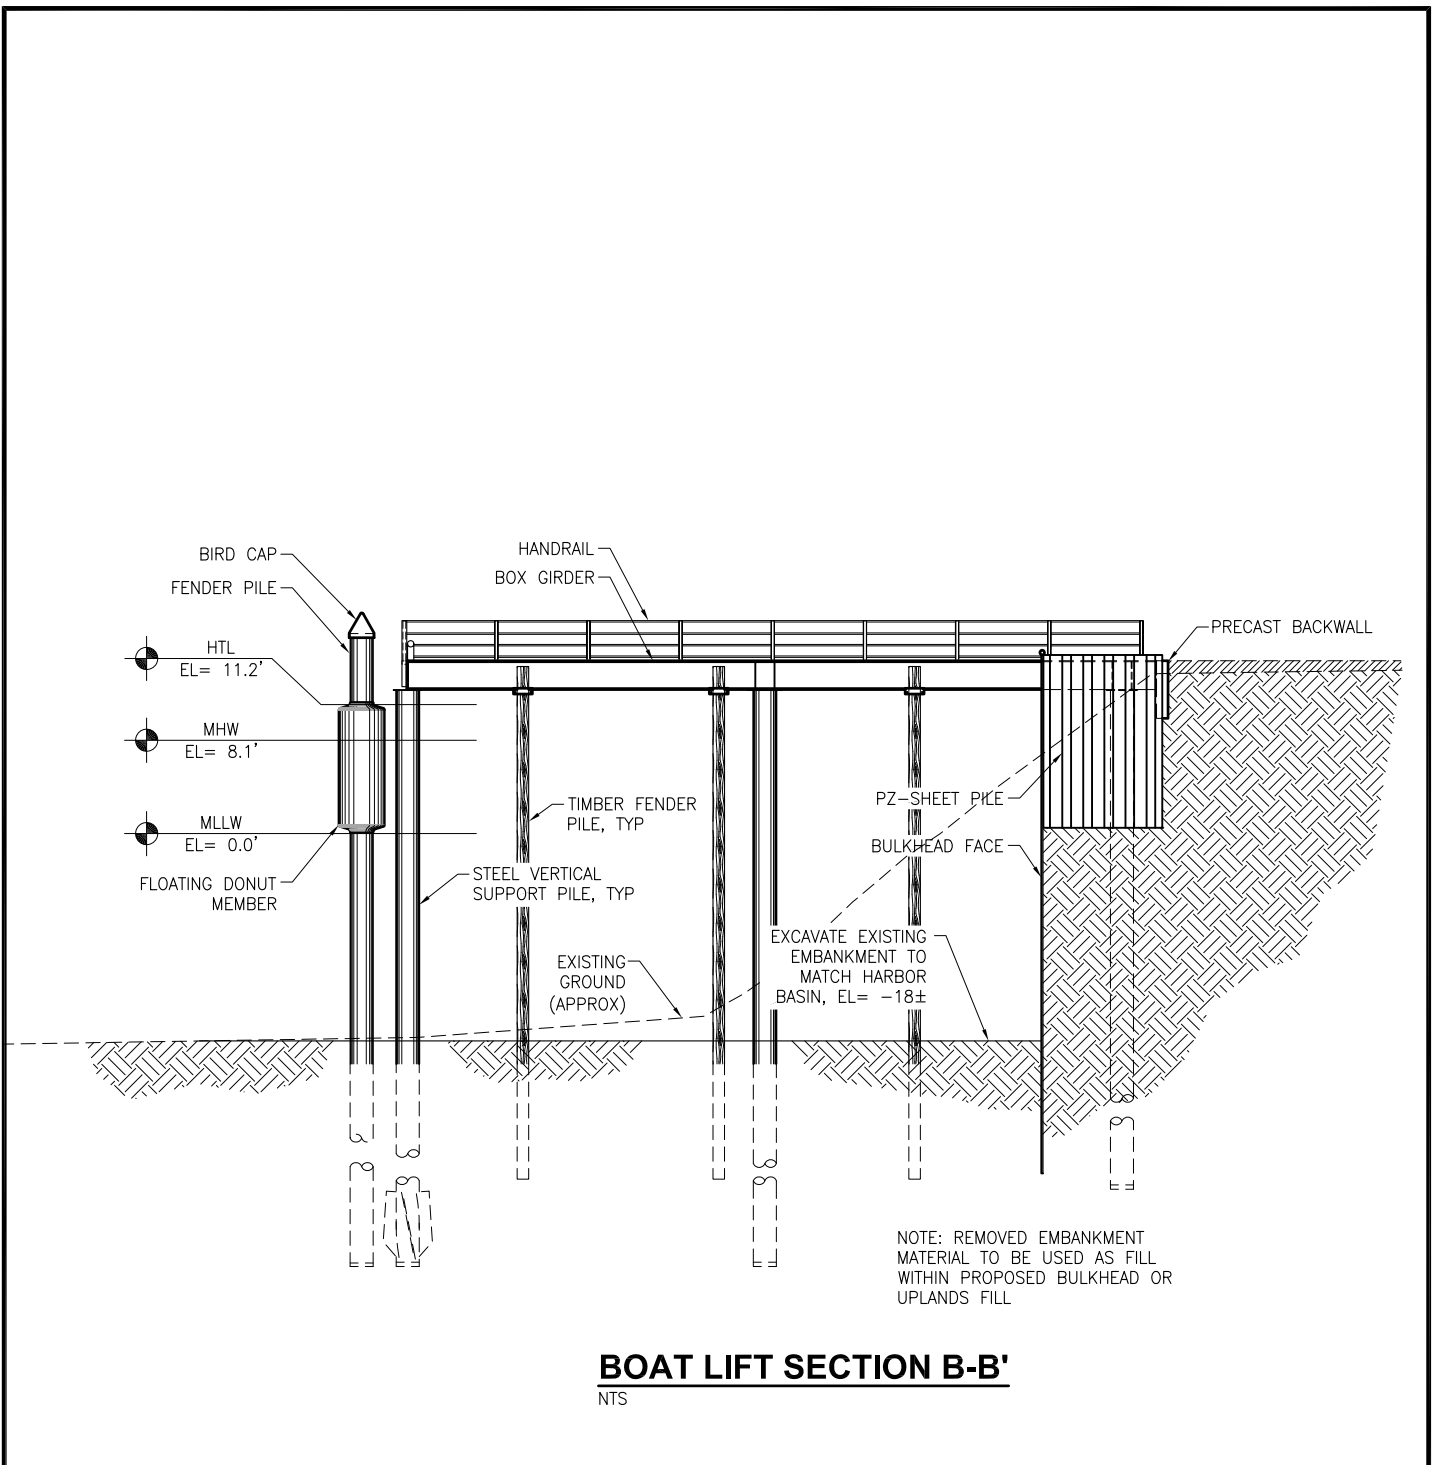 BIRD CAP
FENDER PILE
HANDRAIL
BOX GIRDER
PRECAST BACKWALL
HTL
EL= 11.2'
MHW
EL= 8.1'
MLLW
EL= 0.0'
FLOATING DONUT
MEMBER
TIMBER FENDER
PILE, TYP
STEEL VERTICAL
SUPPORT PILE, TYP
PZ-SHEET PILE
BULKHEAD FACE
EXISTING
GROUND
(APPROX)
EXCAVATE EXISTING
EMBANKMENT TO
MATCH HARBOR
BASIN, EL= -18±
NOTE: REMOVED EMBANKMENT
MATERIAL TO BE USED AS FILL
WITHIN PROPOSED BULKHEAD OR
UPLANDS FILL
BOAT LIFT SECTION B-B'
NTS